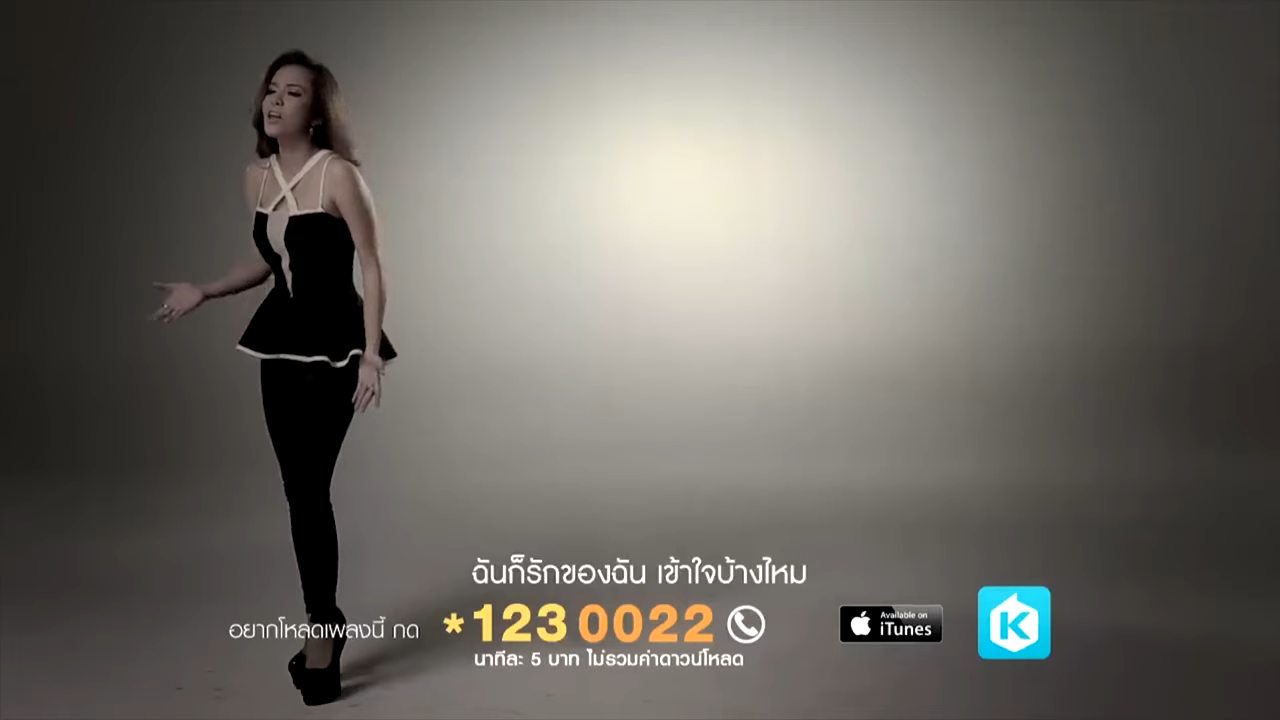 ฉันก็รักของฉัน เข้าใจบ้างไหม
อยากโหลดเพลงนี้ กด *123 0022
นาทีละ 5 บาท ไม่รวมค่าดาวน์โหลด
Available on
iTunes
K